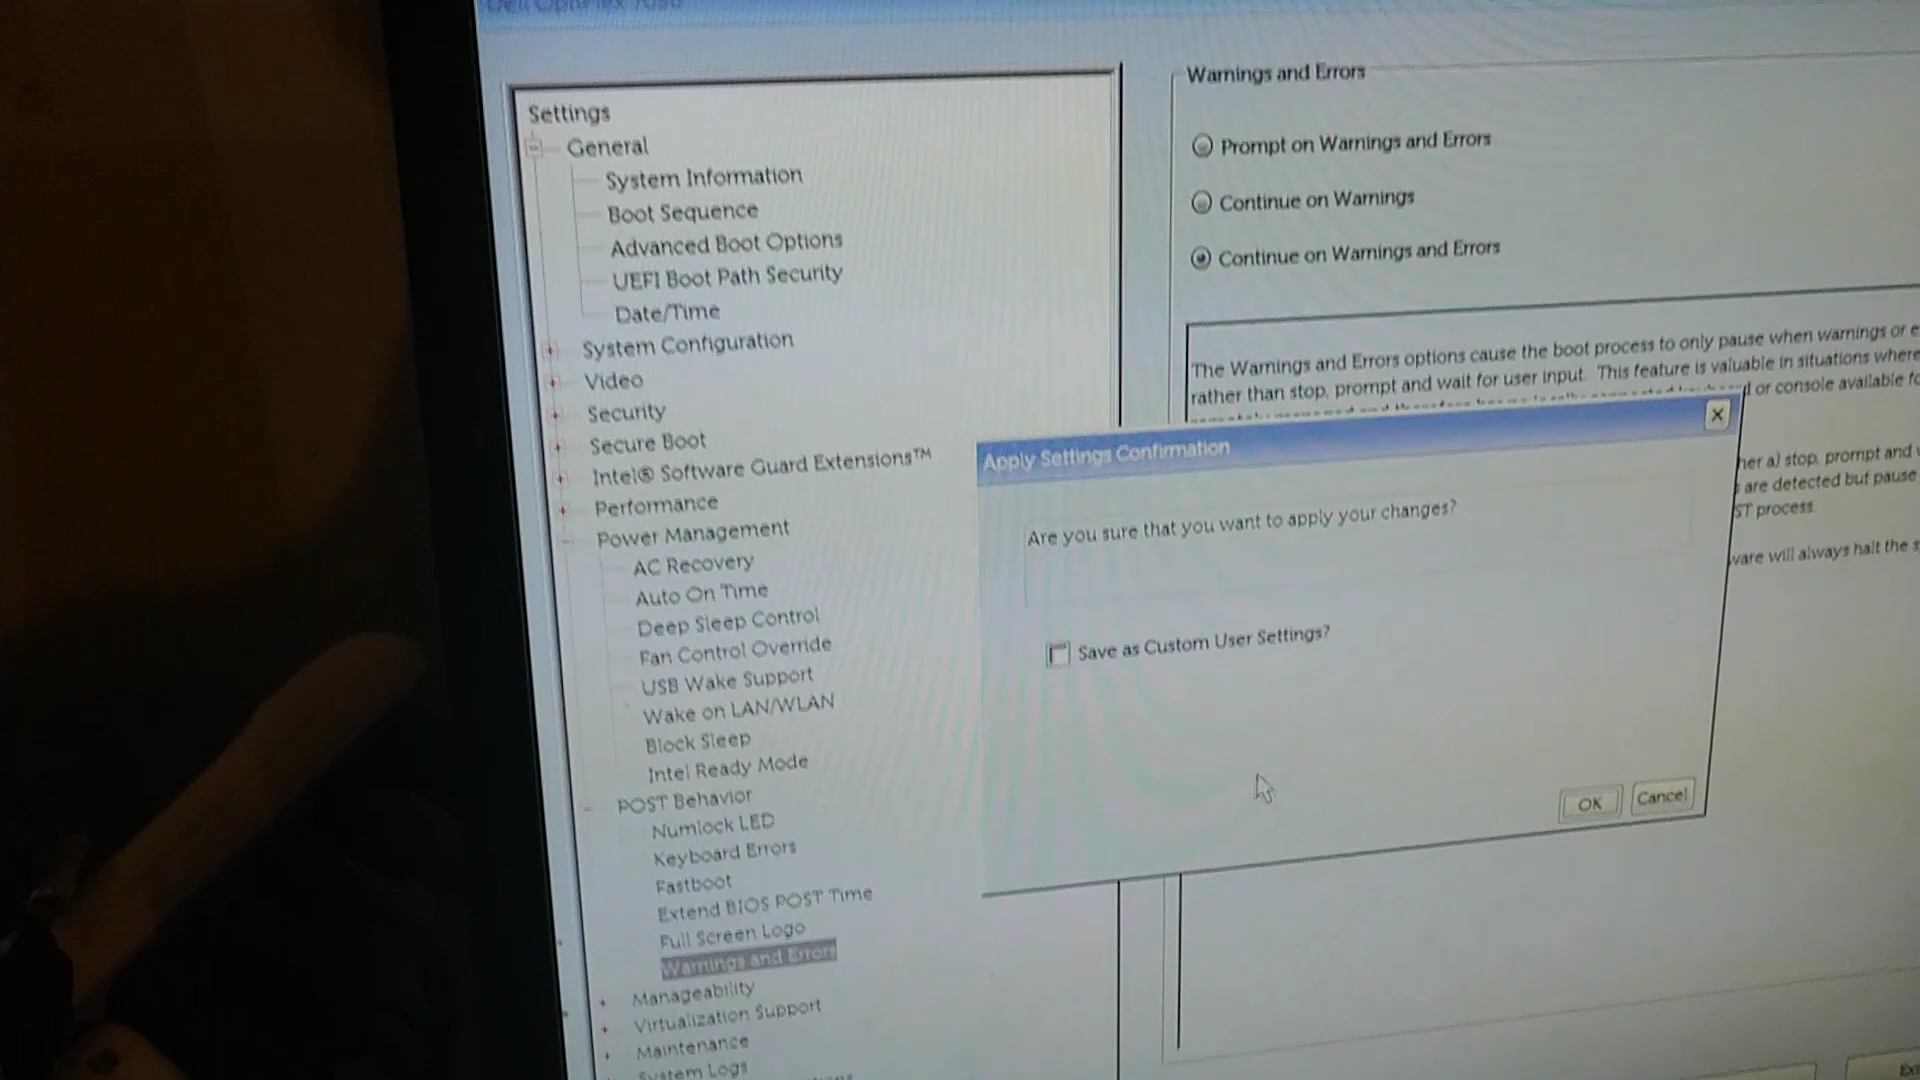 Dell OptiPlex 7050
Settings
General
System Information
Boot Sequence
Advanced Boot Options
UEFI Boot Path Security
Date/Time
System Configuration
Video
Security
Secure Boot
Intel® Software Guard Extensions™
Performance
Power Management
AC Recovery
Auto On Time
Deep Sleep Control
Fan Control Override
USB Wake Support
Wake on LAN/WLAN
Block Sleep
Intel Ready Mode
POST Behavior
Numlock LED
Keyboard Errors
Fastboot
Extend BIOS POST Time
Full Screen Logo
Warnings and Errors
Manageability
Virtualization Support
Maintenance
System Logs
Warnings and Errors
Prompt on Warnings and Errors
Continue on Warnings
Continue on Warnings and Errors
The Warnings and Errors options cause the boot process to only pause when warnings or e
rather than stop, prompt and wait for user input. This feature is valuable in situations where
d or console available fo
her a) stop, prompt and
are detected but pause
ST process.
ware will always halt the s
Apply Settings Confirmation
Are you sure that you want to apply your changes?
Save as Custom User Settings?
OK
Cancel